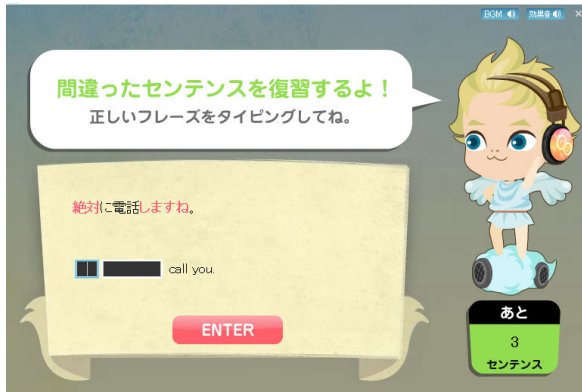 BGM 効果音
間違ったセンテンスを復習するよ！
正しいフレーズをタイピングしてね。
絶対に電話しますね。
call you.
ENTER
あと
3
センテンス